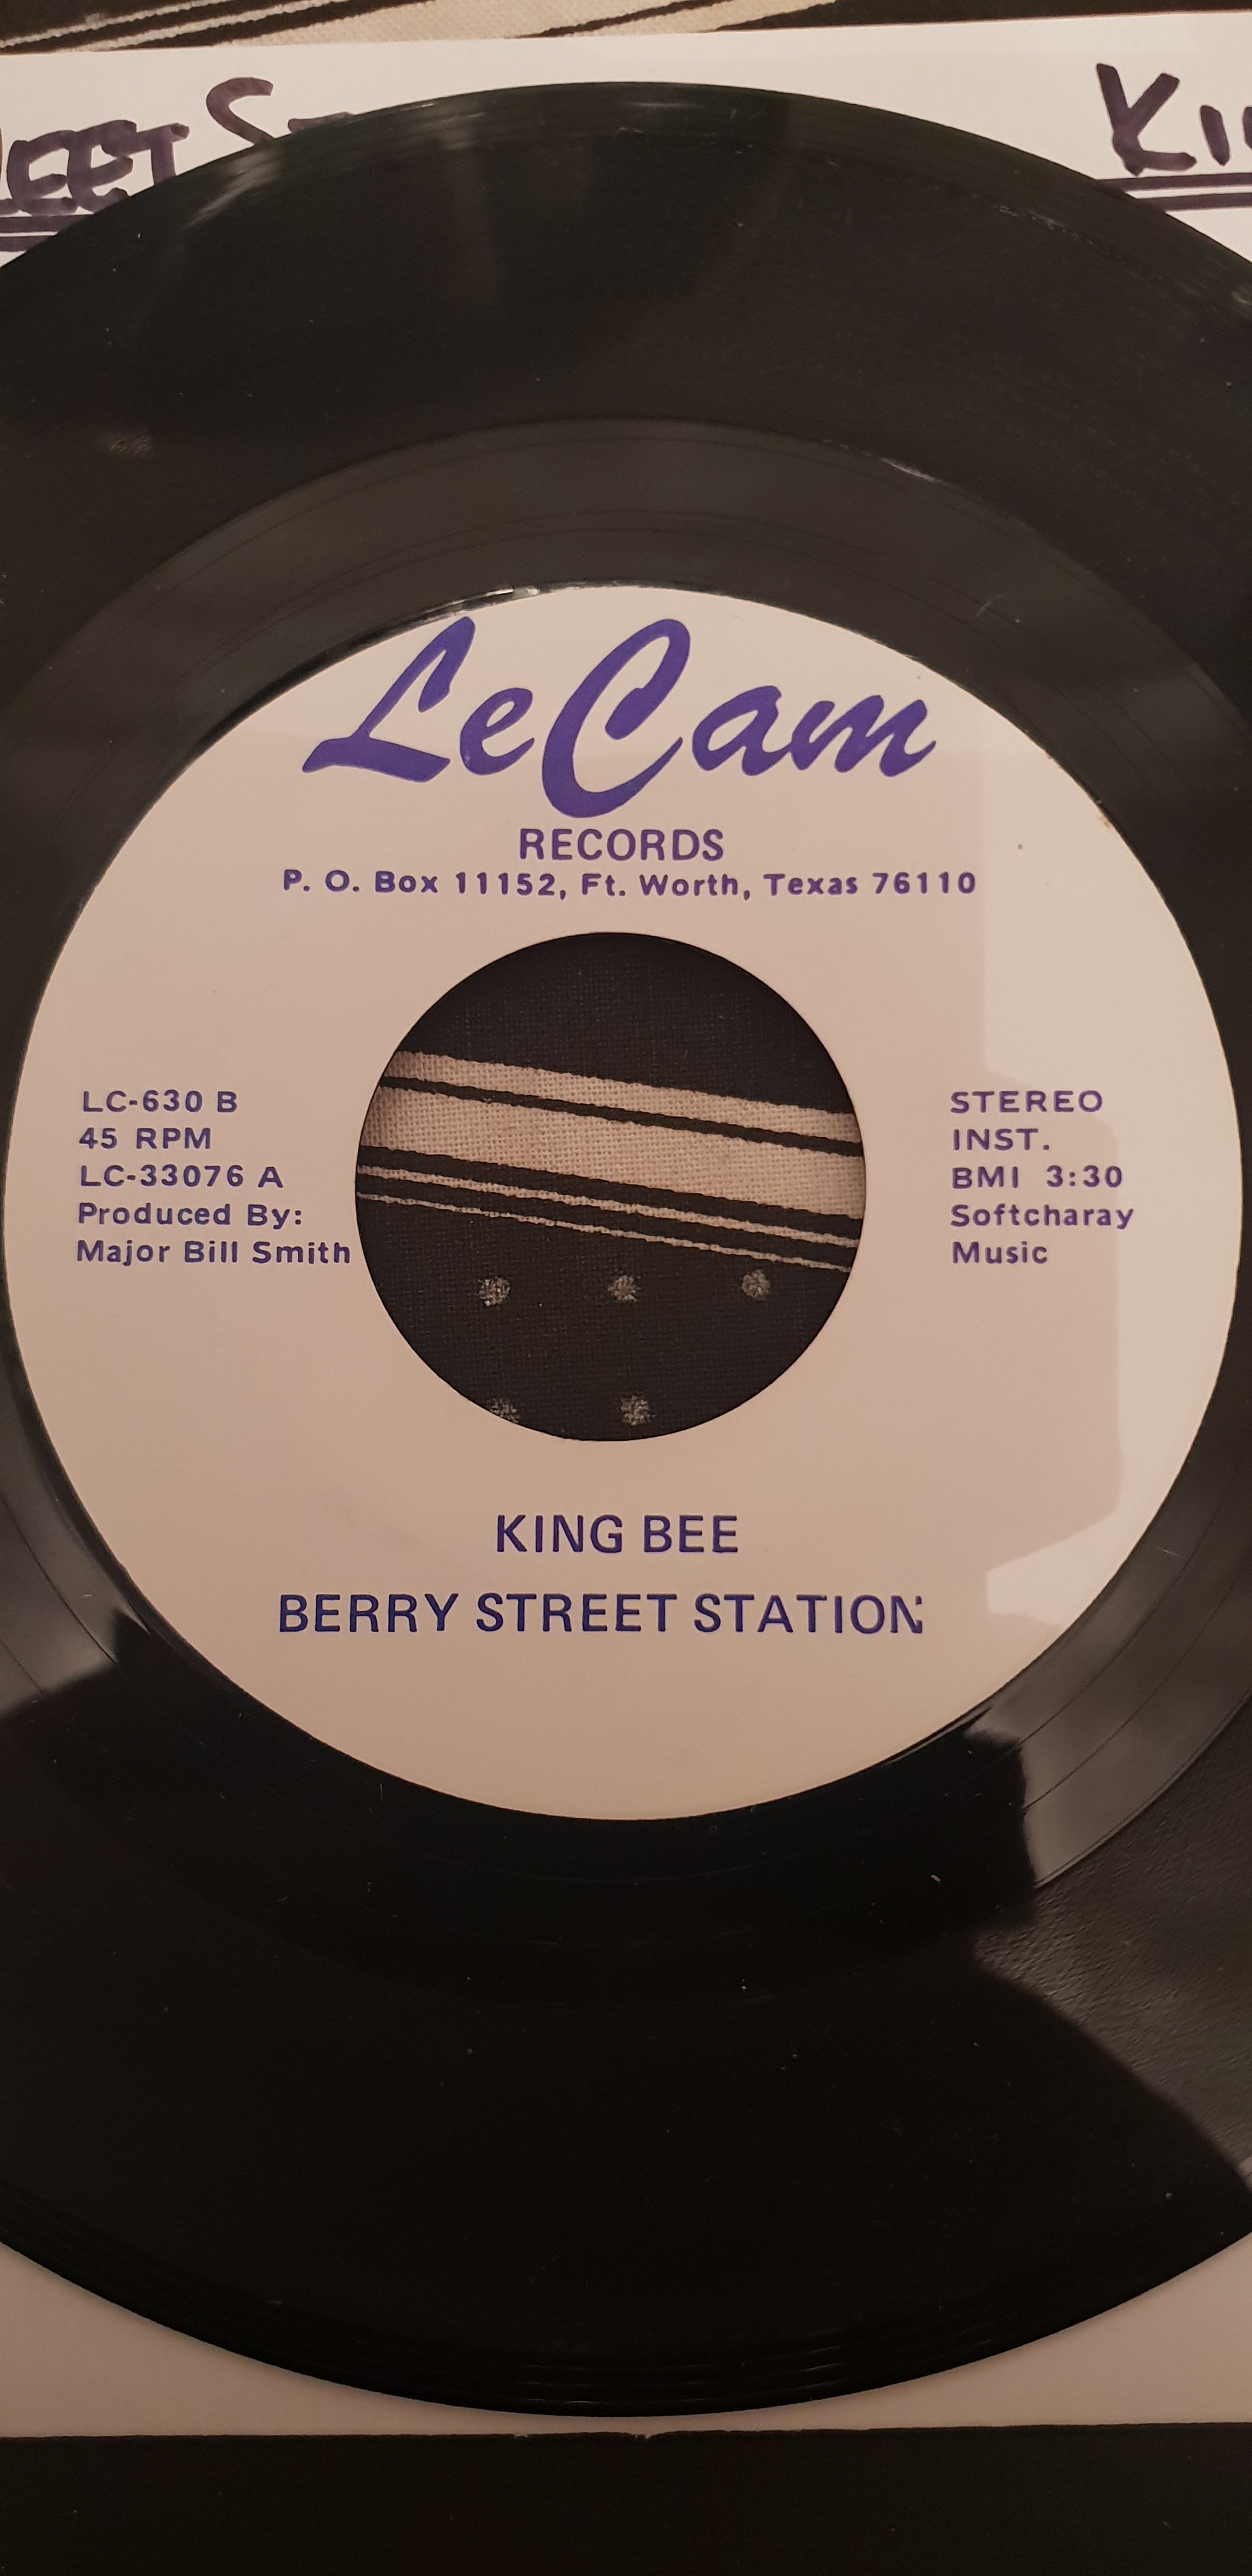 LeCam
RECORDS
P. O. Box 11152, Ft. Worth, Texas 76110
LC-630 B
45 RPM
LC-33076 A
Produced By:
Major Bill Smith
STEREO
INST.
BMI 3:30
Softcharay
Music
KING BEE
BERRY STREET STATION